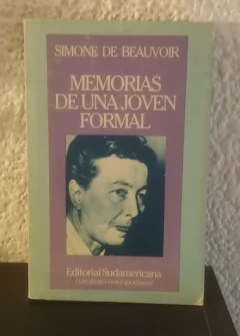 SIMONE DE BEAUVOIR
MEMORIAS
DE UNA JOVEN
FORMAL
Editorial Sudamericana